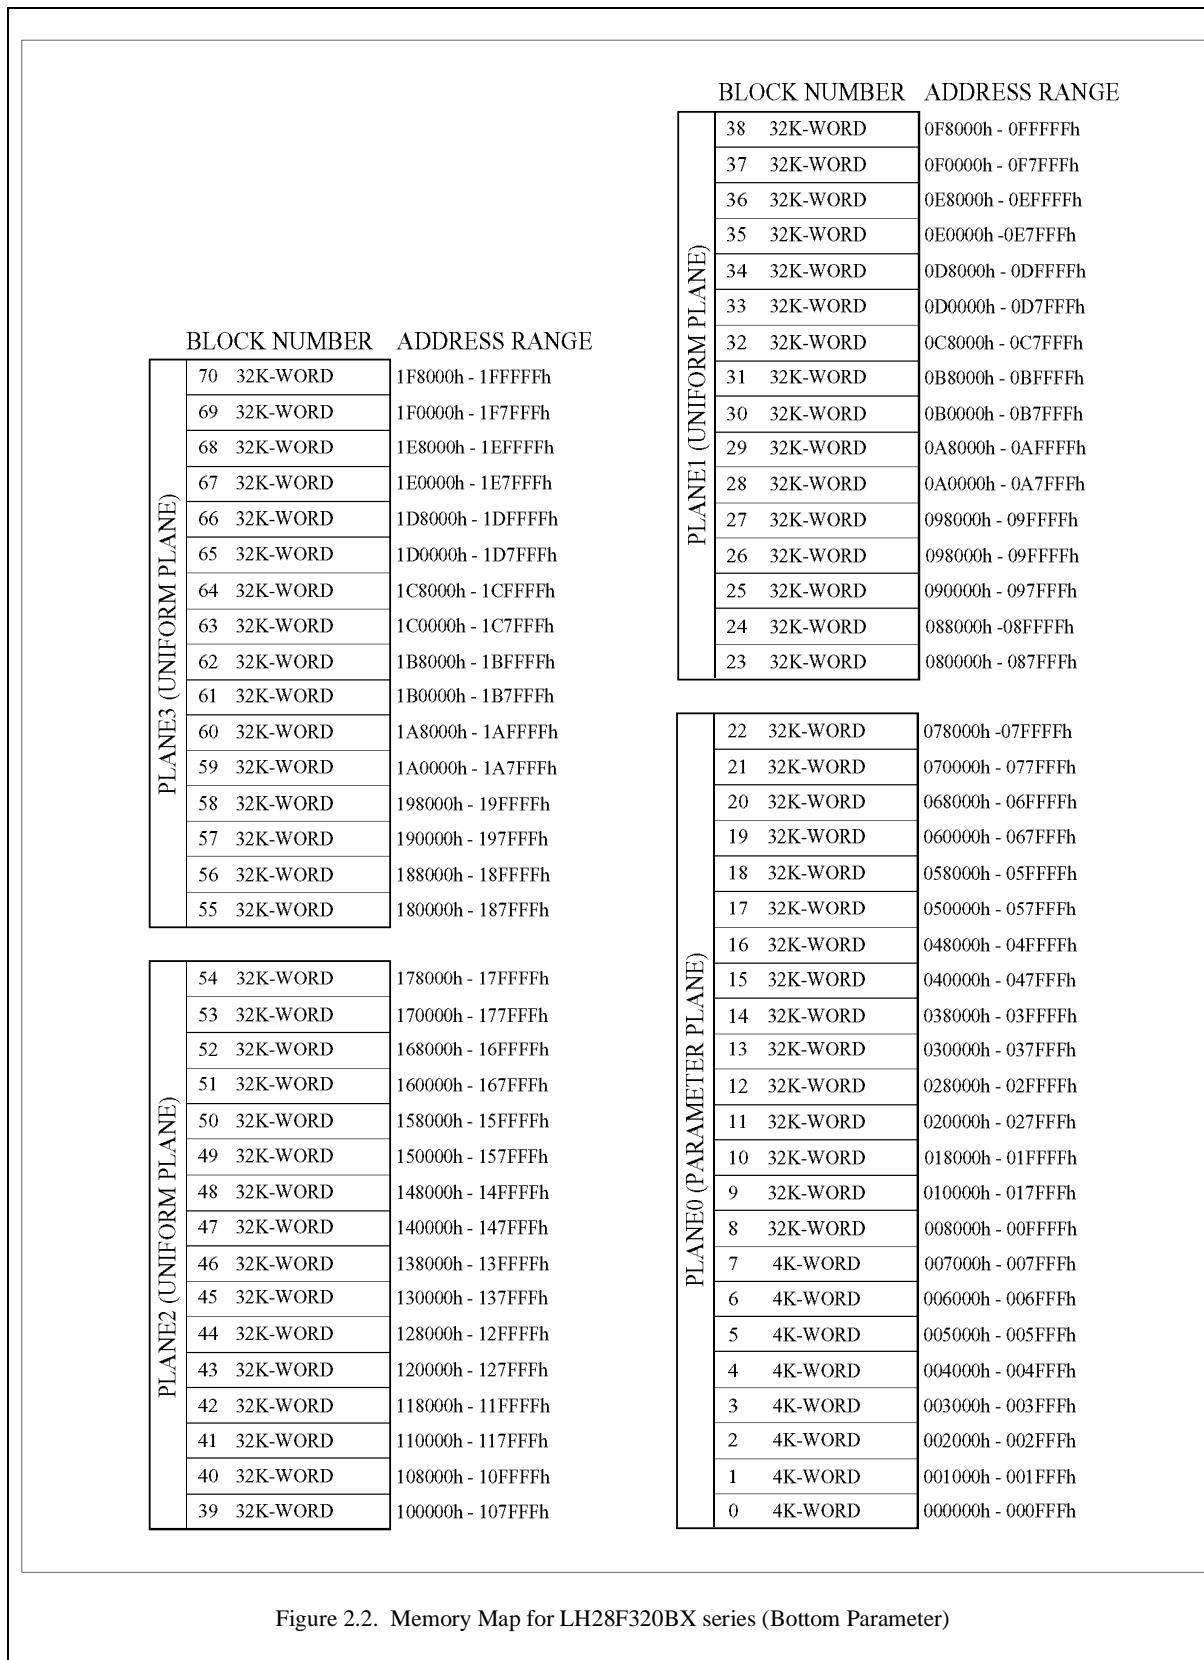 BLOCK NUMBER ADDRESS RANGE
70 32K-WORD 1F8000h - 1FFFFFh
69 32K-WORD 1F0000h - 1F7FFFh
68 32K-WORD 1E8000h - 1EFFFFh
67 32K-WORD 1E0000h - 1E7FFFh
66 32K-WORD 1D8000h - 1DFFFFh
65 32K-WORD 1D0000h - 1D7FFFh
64 32K-WORD 1C8000h - 1CFFFFh
63 32K-WORD 1C0000h - 1C7FFFh
62 32K-WORD 1B8000h - 1BFFFFh
61 32K-WORD 1B0000h - 1B7FFFh
60 32K-WORD 1A8000h - 1AFFFFh
59 32K-WORD 1A0000h - 1A7FFFh
58 32K-WORD 198000h - 19FFFFh
57 32K-WORD 190000h - 197FFFh
56 32K-WORD 188000h - 18FFFFh
55 32K-WORD 180000h - 187FFFh
PLANE3 (UNIFORM PLANE)
54 32K-WORD 178000h - 17FFFFh
53 32K-WORD 170000h - 177FFFh
52 32K-WORD 168000h - 16FFFFh
51 32K-WORD 160000h - 167FFFh
50 32K-WORD 158000h - 15FFFFh
49 32K-WORD 150000h - 157FFFh
48 32K-WORD 148000h - 14FFFFh
47 32K-WORD 140000h - 147FFFh
46 32K-WORD 138000h - 13FFFFh
45 32K-WORD 130000h - 137FFFh
44 32K-WORD 128000h - 12FFFFh
43 32K-WORD 120000h - 127FFFh
42 32K-WORD 118000h - 11FFFFh
41 32K-WORD 110000h - 117FFFh
40 32K-WORD 108000h - 10FFFFh
39 32K-WORD 100000h - 107FFFh
PLANE2 (UNIFORM PLANE)
BLOCK NUMBER ADDRESS RANGE
38 32K-WORD 0F8000h - 0FFFFFh
37 32K-WORD 0F0000h - 0F7FFFh
36 32K-WORD 0E8000h - 0EFFFFh
35 32K-WORD 0E0000h -0E7FFFh
34 32K-WORD 0D8000h - 0DFFFFh
33 32K-WORD 0D0000h - 0D7FFFh
32 32K-WORD 0C8000h - 0C7FFFh
31 32K-WORD 0B8000h - 0BFFFFh
30 32K-WORD 0B0000h - 0B7FFFh
29 32K-WORD 0A8000h - 0AFFFFh
28 32K-WORD 0A0000h - 0A7FFFh
27 32K-WORD 098000h - 09FFFFh
26 32K-WORD 098000h - 09FFFFh
25 32K-WORD 090000h - 097FFFh
24 32K-WORD 088000h -08FFFFh
23 32K-WORD 080000h - 087FFFh
PLANE1 (UNIFORM PLANE)
22 32K-WORD 078000h -07FFFFh
21 32K-WORD 070000h - 077FFFh
20 32K-WORD 068000h - 06FFFFh
19 32K-WORD 060000h - 067FFFh
18 32K-WORD 058000h - 05FFFFh
17 32K-WORD 050000h - 057FFFh
16 32K-WORD 048000h - 04FFFFh
15 32K-WORD 040000h - 047FFFh
14 32K-WORD 038000h - 03FFFFh
13 32K-WORD 030000h - 037FFFh
12 32K-WORD 028000h - 02FFFFh
11 32K-WORD 020000h - 027FFFh
10 32K-WORD 018000h - 01FFFFh
9 32K-WORD 010000h - 017FFFh
8 32K-WORD 008000h - 00FFFFh
7 4K-WORD 007000h - 007FFFh
6 4K-WORD 006000h - 006FFFh
5 4K-WORD 005000h - 005FFFh
4 4K-WORD 004000h - 004FFFh
3 4K-WORD 003000h - 003FFFh
2 4K-WORD 002000h - 002FFFh
1 4K-WORD 001000h - 001FFFh
0 4K-WORD 000000h - 000FFFh
PLANE0 (PARAMETER PLANE)
Figure 2.2. Memory Map for LH28F320BX series (Bottom Parameter)